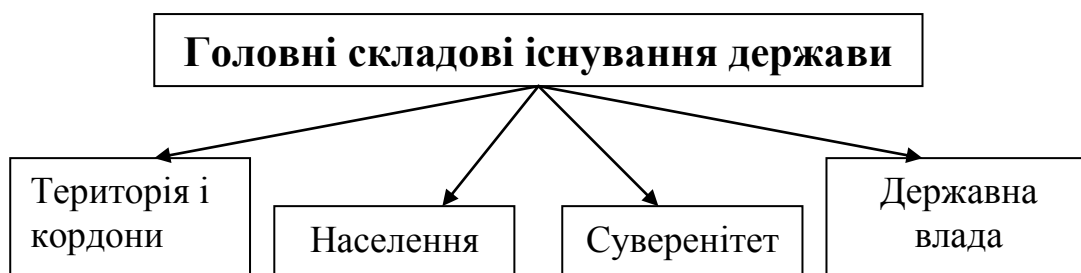 Головні складові існування держави
Територія і
кордони
Населення
Суверенітет
Державна
влада